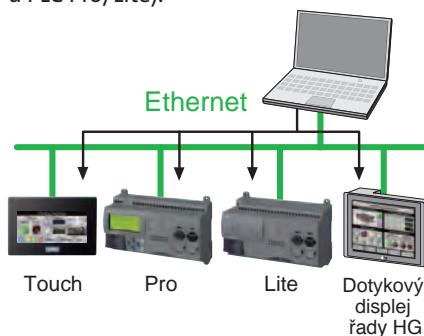 a PLC Pro/Lite).
Ethernet
Touch
Pro
Lite
Dotykový
displej
řady HG